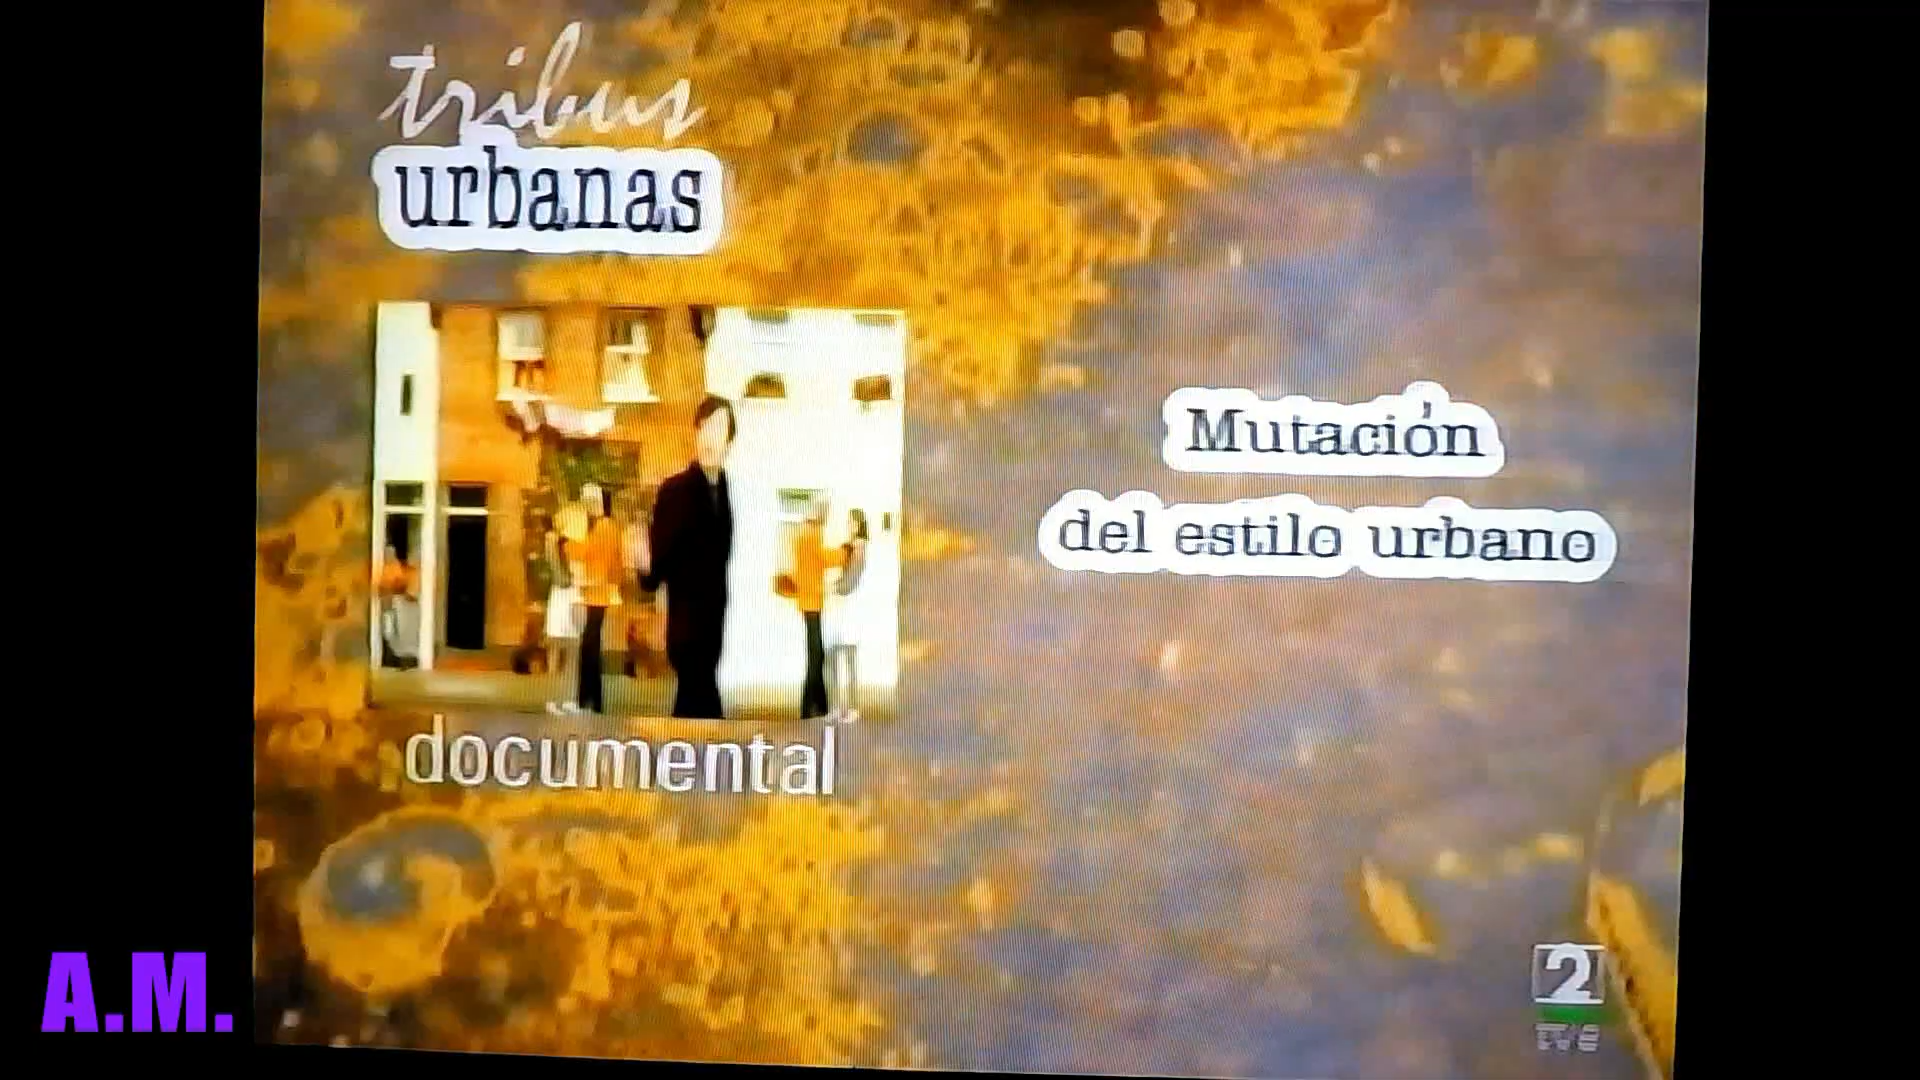 tribus
urbanas
Mutación
del estilo urbano
documental
A.M.
2
tve